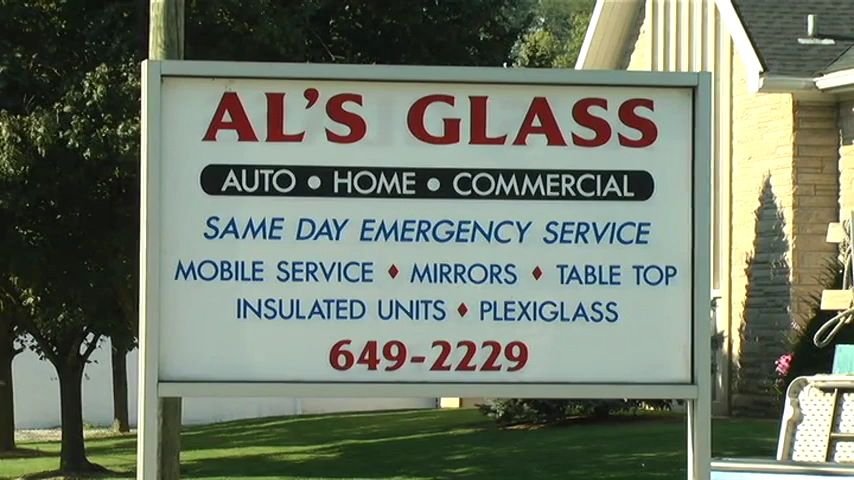 AL'S GLASS
AUTO • HOME • COMMERCIAL
SAME DAY EMERGENCY SERVICE
MOBILE SERVICE ♦ MIRRORS ♦ TABLE TOP
INSULATED UNITS ♦ PLEXIGLASS
649-2229